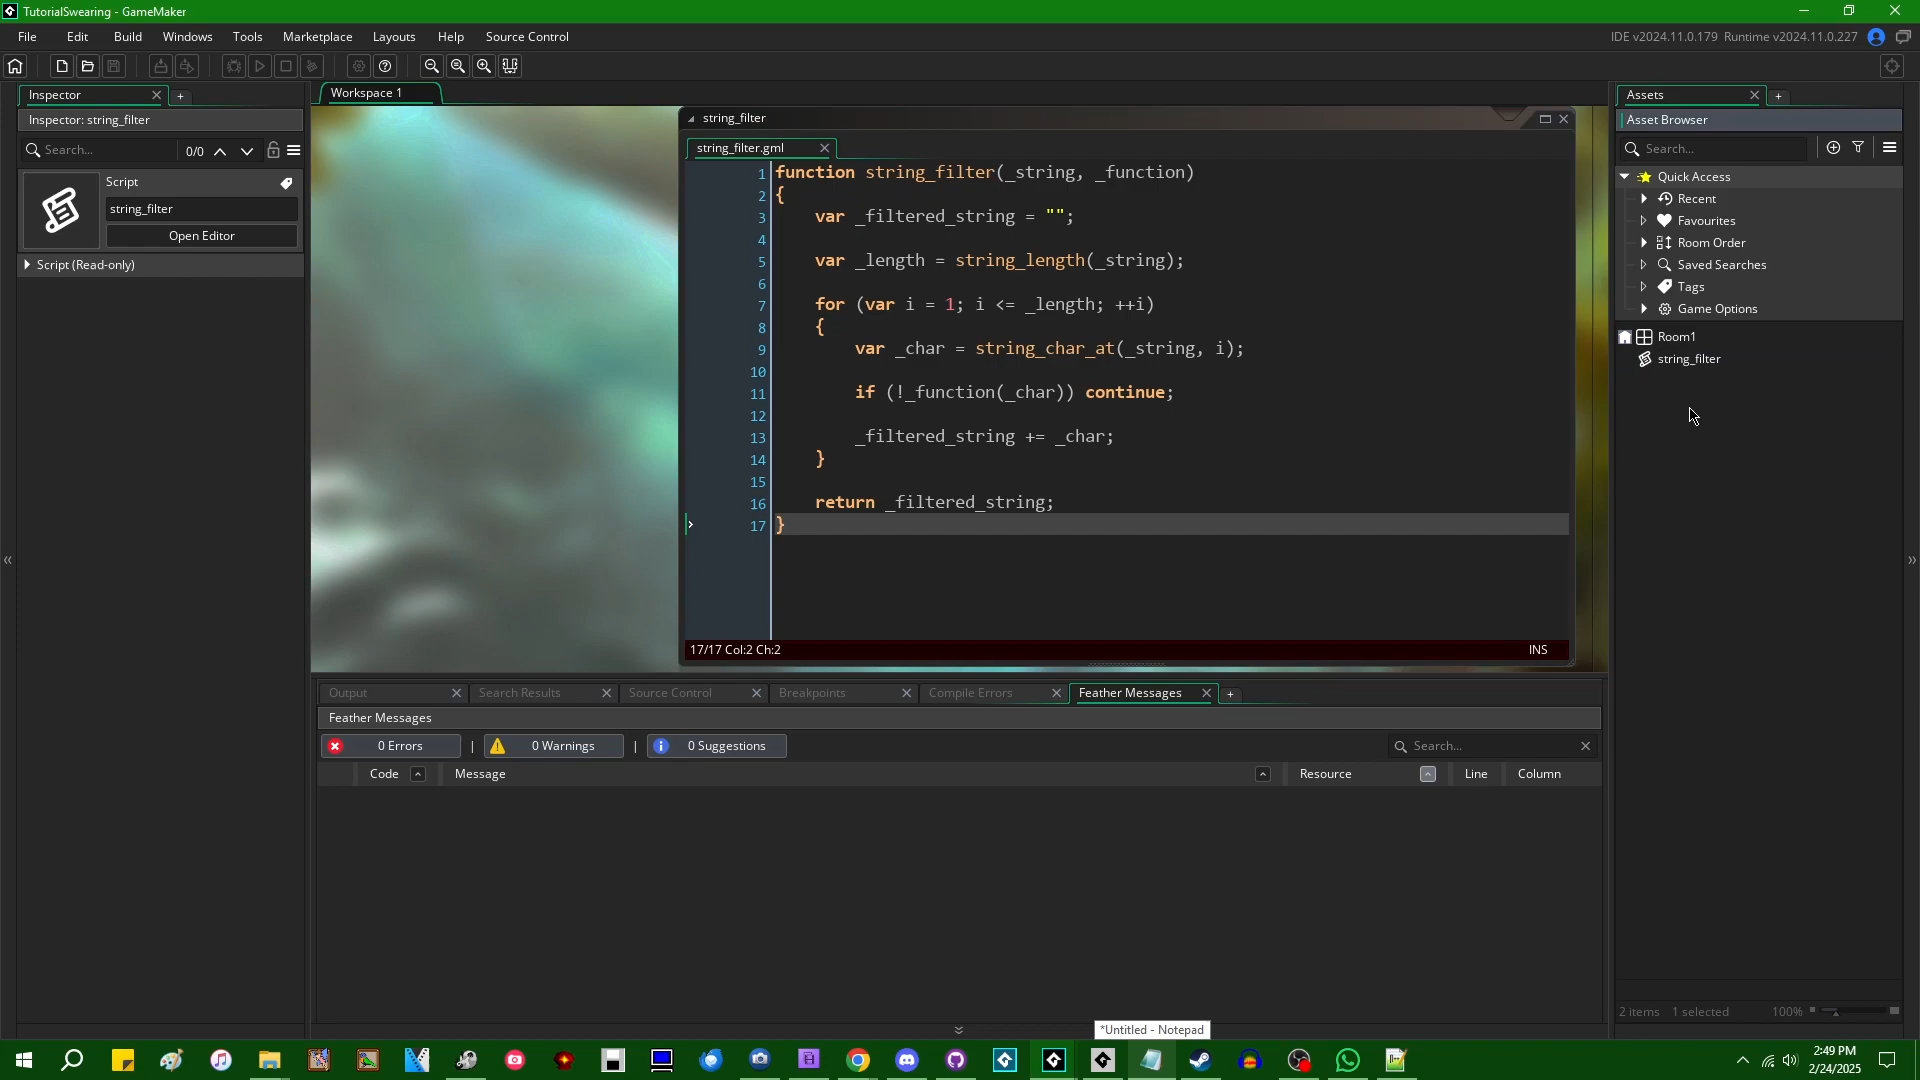 TutorialSwearing - GameMaker
File Edit Build Windows Tools Marketplace Layouts Help Source Control
IDE v2024.11.0.179 Runtime v2024.11.0.227
Inspector
Inspector: string_filter
Search...
0/0
Script
string_filter
Open Editor
Script (Read-only)
Workspace 1
string_filter
string_filter.gml
1 function string_filter(_string, _function)
2 {
3 var _filtered_string = "";
4
5 var _length = string_length(_string);
6
7 for (var i = 1; i <= _length; ++i)
8 {
9 var _char = string_char_at(_string, i);
10
11 if (!_function(_char)) continue;
12
13 _filtered_string += _char;
14 }
15
16 return _filtered_string;
17 }
17/17 Col:2 Ch:2
INS
Output
Search Results
Source Control
Breakpoints
Compile Errors
Feather Messages
Feather Messages
0 Errors | 0 Warnings | 0 Suggestions
Search...
Code Message Resource Line Column
Assets
Asset Browser
Search...
Quick Access
Recent
Favourites
Room Order
Saved Searches
Tags
Game Options
Room1
string_filter
2 items 1 selected 100%
*Untitled - Notepad
2:49 PM
2/24/2025